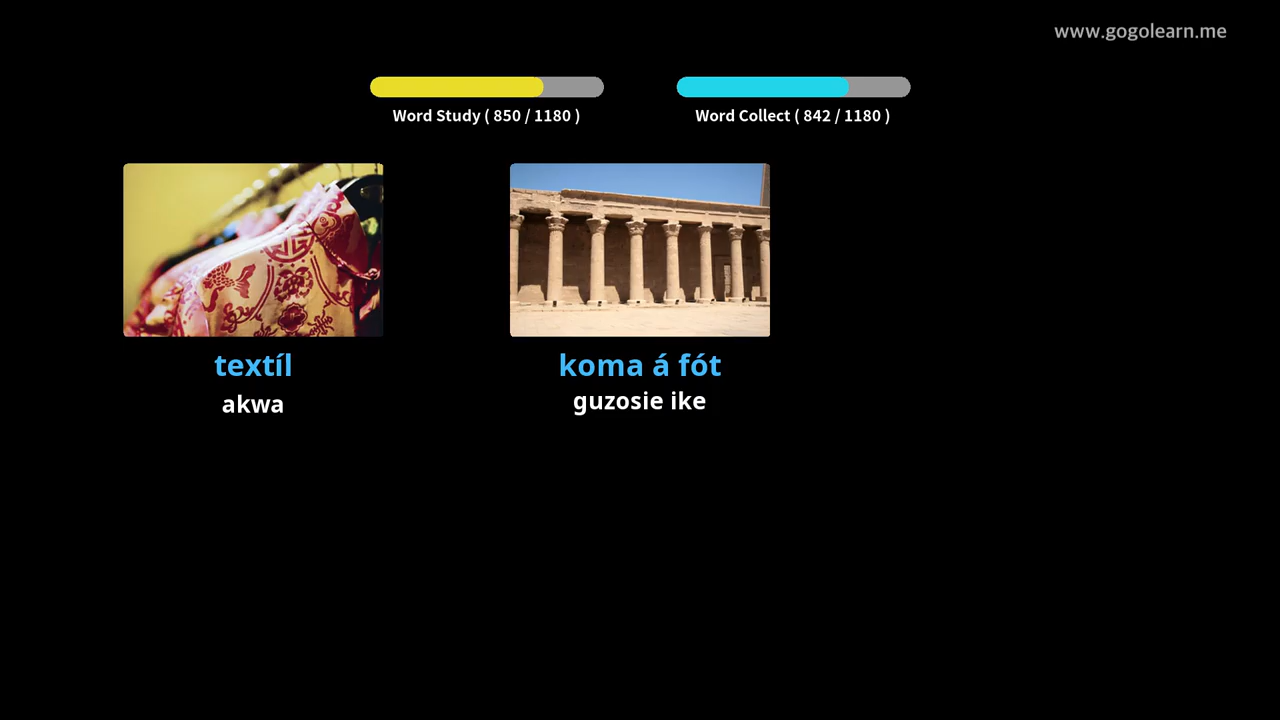 www.gogolearn.me
Word Study ( 850 / 1180 )
Word Collect ( 842 / 1180 )
textíl
akwa
koma á fót
guzosie ike